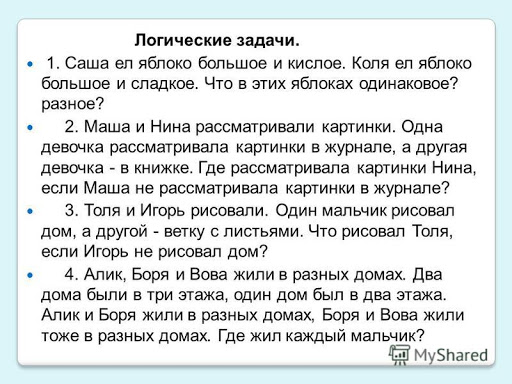 Логические задачи.
1. Саша ел яблоко большое и кислое. Коля ел яблоко
большое и сладкое. Что в этих яблоках одинаковое?
разное?
2. Маша и Нина рассматривали картинки. Одна
девочка рассматривала картинки в журнале, а другая
девочка - в книжке. Где рассматривала картинки Нина,
если Маша не рассматривала картинки в журнале?
3. Толя и Игорь рисовали. Один мальчик рисовал
дом, а другой - ветку с листьями. Что рисовал Толя,
если Игорь не рисовал дом?
4. Алик, Боря и Вова жили в разных домах. Два
дома были в три этажа, один дом был в два этажа.
Алик и Боря жили в разных домах, Боря и Вова жили
тоже в разных домах. Где жил каждый мальчик?
MyShared